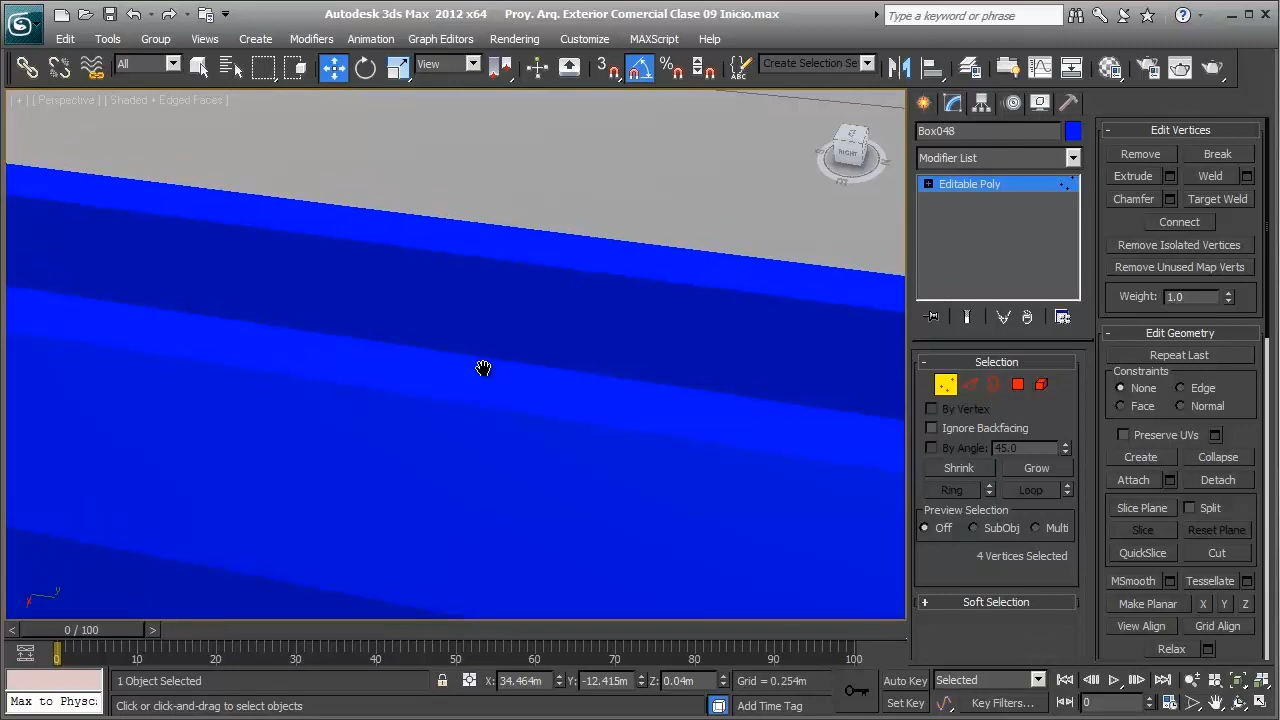 Autodesk 3ds Max 2012 x64 Proy. Arq. Exterior Comercial Clase 09 Inicio.max
Type a keyword or phrase
Edit Tools Group Views Create Modifiers Animation Graph Editors Rendering Customize MAXScript Help
All View 3 Create Selection Se
[ + ] [ Perspective ] [ Shaded + Edged Faces ]
RIGHT
Box048
Modifier List
Editable Poly
Selection
By Vertex
Ignore Backfacing
By Angle: 45.0
Shrink Grow
Ring Loop
Preview Selection
Off SubObj Multi
4 Vertices Selected
Soft Selection
Edit Vertices
Remove Break
Extrude Weld
Chamfer Target Weld
Connect
Remove Isolated Vertices
Remove Unused Map Verts
Weight: 1.0
Edit Geometry
Repeat Last
Constraints
None Edge
Face Normal
Preserve UVs
Create Collapse
Attach Detach
Slice Plane Split
Slice Reset Plane
QuickSlice Cut
MSmooth Tessellate
Make Planar X Y Z
View Align Grid Align
Relax
y
x
< 0 / 100 >
0 10 20 30 40 50 60 70 80 90 100
1 Object Selected X: 34.464m Y: -12.415m Z: 0.04m Grid = 0.254m Auto Key Selected
Max to Physc: Click or click-and-drag to select objects Add Time Tag Set Key Key Filters... 0